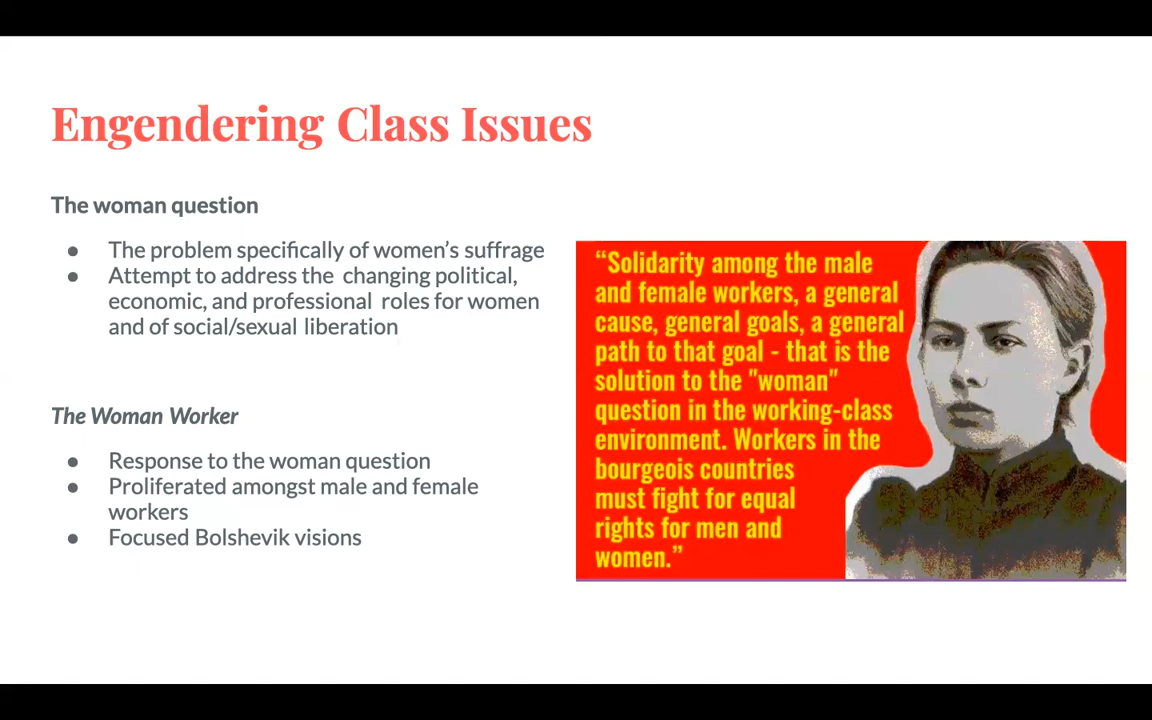 Engendering Class Issues
The woman question
● The problem specifically of women's suffrage
● Attempt to address the changing political,
economic, and professional roles for women
and of social/sexual liberation
The Woman Worker
● Response to the woman question
● Proliferated amongst male and female
workers
● Focused Bolshevik visions
“Solidarity among the male
and female workers, a general
cause, general goals, a general
path to that goal - that is the
solution to the "woman"
question in the working-class
environment. Workers in the
bourgeois countries
must fight for equal
rights for men and
women.”